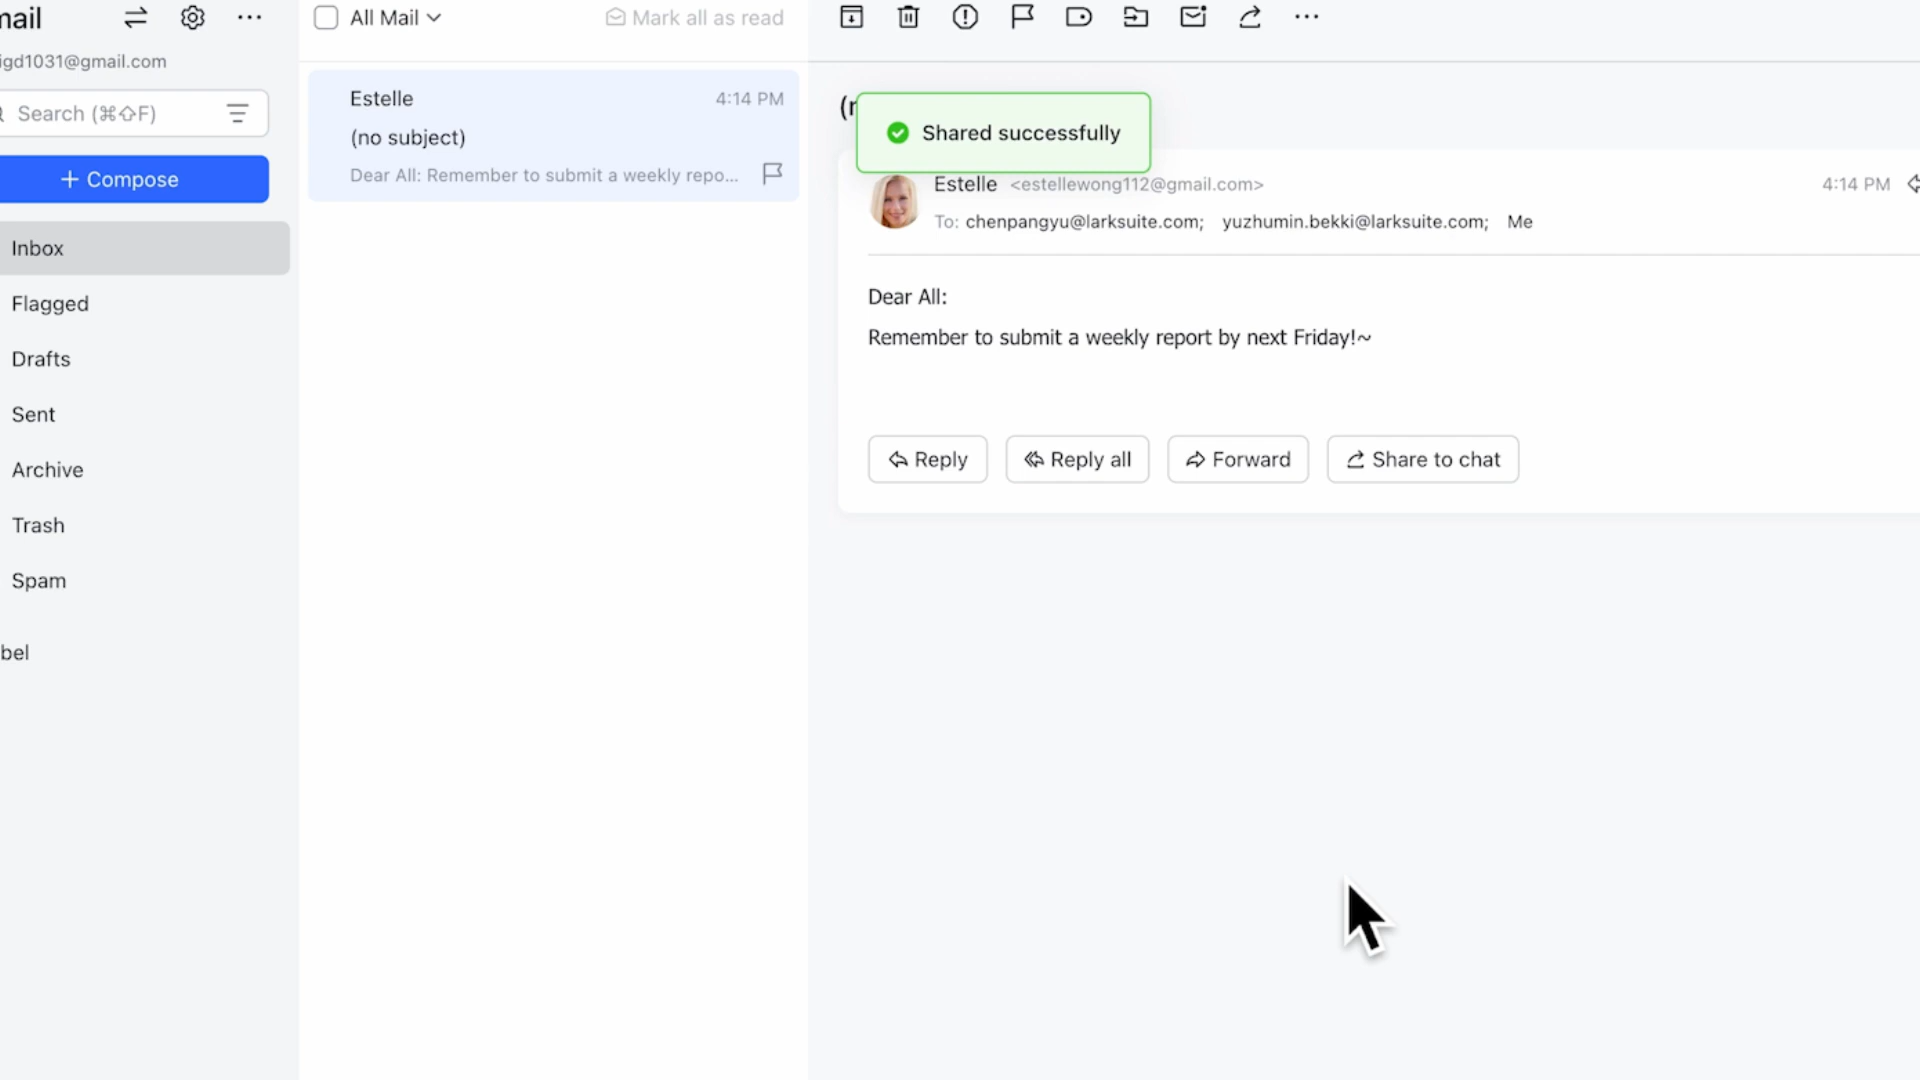 mail
igd1031@gmail.com
Search (⌘⇧F)
+ Compose
Inbox
Flagged
Drafts
Sent
Archive
Trash
Spam
bel
All Mail
Mark all as read
Estelle 4:14 PM
(no subject)
Dear All: Remember to submit a weekly repo...
Shared successfully
Estelle <estellewong112@gmail.com> 4:14 PM
To: chenpangyu@larksuite.com; yuzhumin.bekki@larksuite.com; Me
Dear All:
Remember to submit a weekly report by next Friday!~
Reply Reply all Forward Share to chat